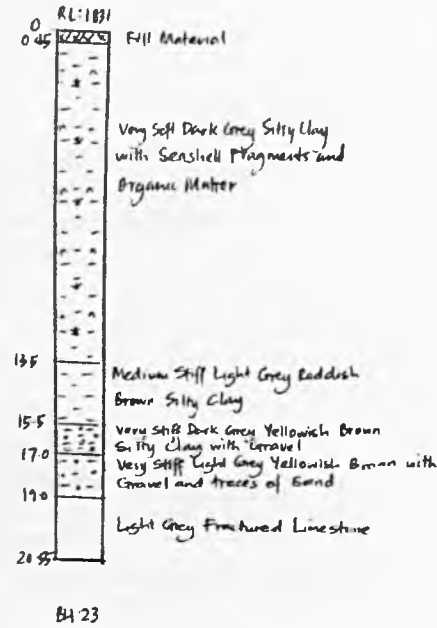 RL:1831
0
0.45
Fill Material
Very Soft Dark Grey Silty Clay
with Seashell Fragments and
Organic Matter
13.5
Medium Stiff Light Grey Reddish
Brown Silty Clay
15.5
Very Stiff Dark Grey Yellowish Brown
Silty Clay with Gravel
17.0
Very Stiff Light Grey Yellowish Brown with
Gravel and traces of Sand
19.0
Light Grey Fractured Limestone
20.55
BH:23